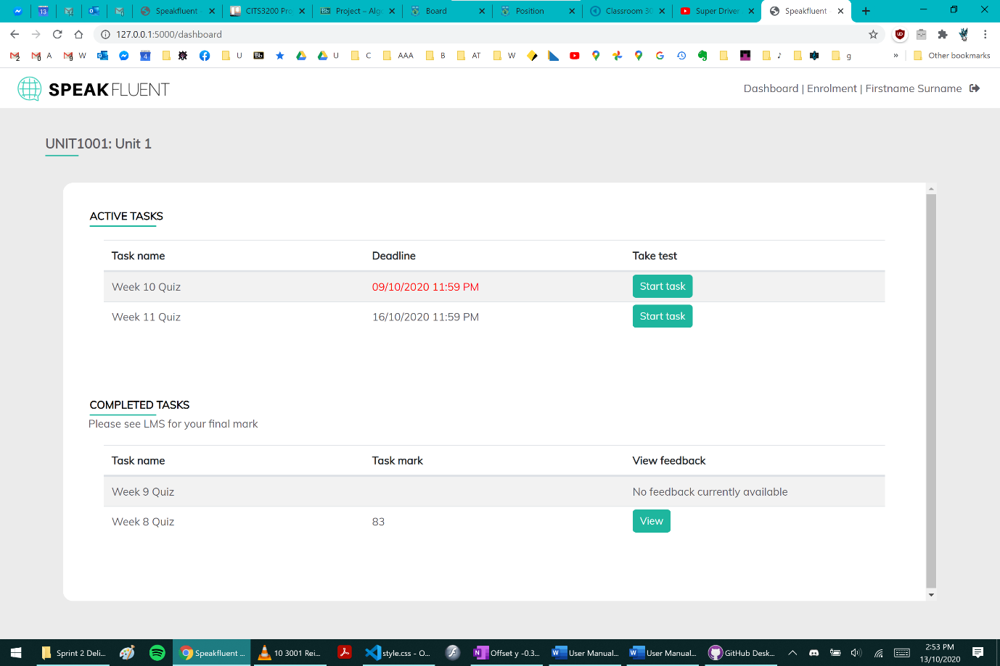 Speakfluent
CITS3200 Pro
Project – Alg
Board
Position
Classroom 30
Super Driver
Speakfluent
127.0.0.1:5000/dashboard
A W U Bb U C AAA B AT W g » Other bookmarks
SPEAKFLUENT
Dashboard | Enrolment | Firstname Surname
UNIT1001: Unit 1
ACTIVE TASKS
Task name Deadline Take test
Week 10 Quiz 09/10/2020 11:59 PM Start task
Week 11 Quiz 16/10/2020 11:59 PM Start task
COMPLETED TASKS
Please see LMS for your final mark
Task name Task mark View feedback
Week 9 Quiz No feedback currently available
Week 8 Quiz 83 View
Sprint 2 Deli...
Speakfluent ...
10 3001 Rei...
style.css - O...
Offset y -0.3...
User Manual...
User Manual...
GitHub Desk...
2:53 PM
13/10/2020